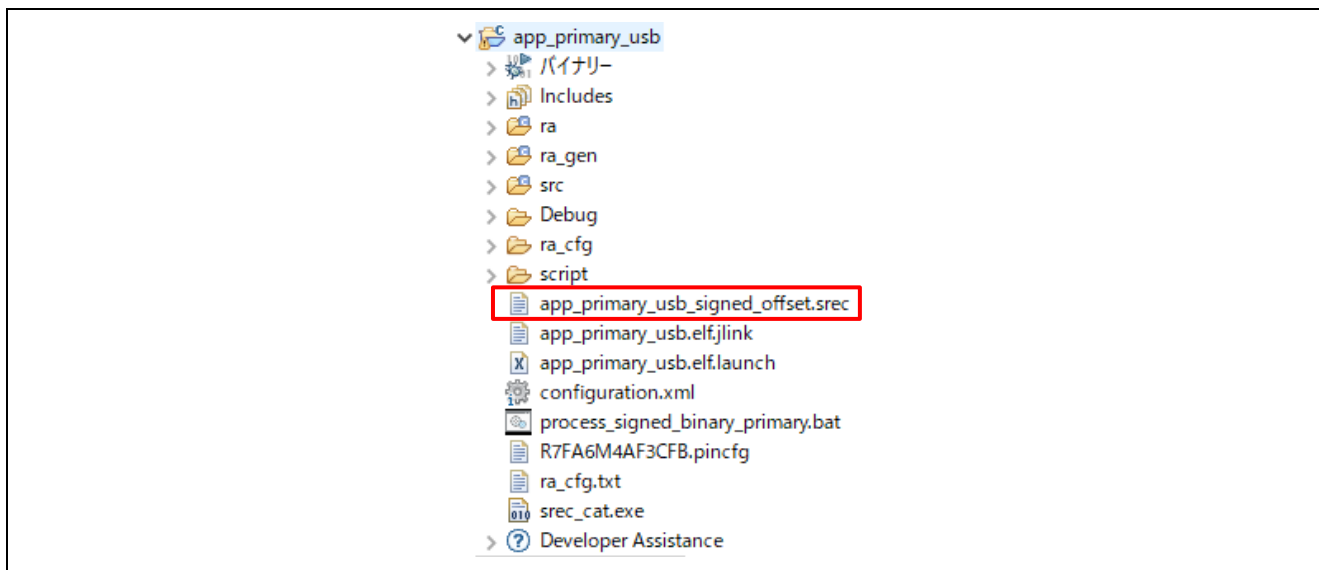 app_primary_usb
バイナリー
Includes
ra
ra_gen
src
Debug
ra_cfg
script
app_primary_usb_signed_offset.srec
app_primary_usb.elf.jlink
app_primary_usb.elf.launch
configuration.xml
process_signed_binary_primary.bat
R7FA6M4AF3CFB.pincfg
ra_cfg.txt
srec_cat.exe
Developer Assistance